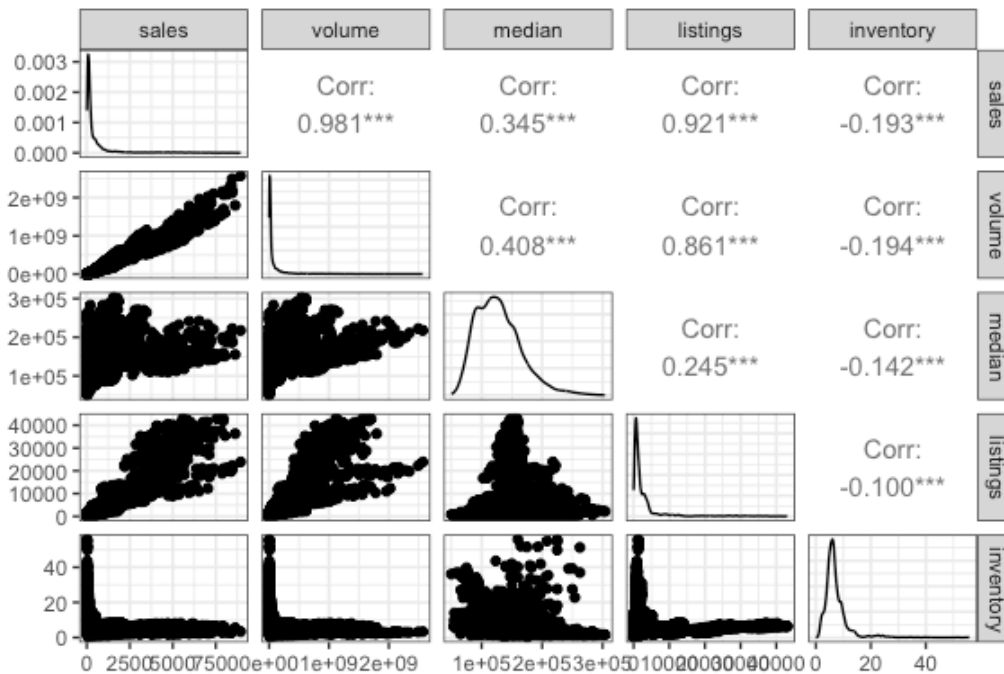 sales volume median listings inventory
0.003
0.002
0.001
0.000
Corr: Corr: Corr: Corr:
0.981*** 0.345*** 0.921*** -0.193***
sales
2e+09
1e+09
0e+00
Corr: Corr: Corr:
0.408*** 0.861*** -0.194***
volume
3e+05
2e+05
1e+05
Corr: Corr:
0.245*** -0.142***
median
40000
30000
20000
10000
0
Corr:
-0.100***
listings
40
20
0
inventory
0 25000 50000 75000 0e+00 1e+09 2e+09 1e+05 2e+05 3e+05 0 10000 20000 30000 40000 0 20 40